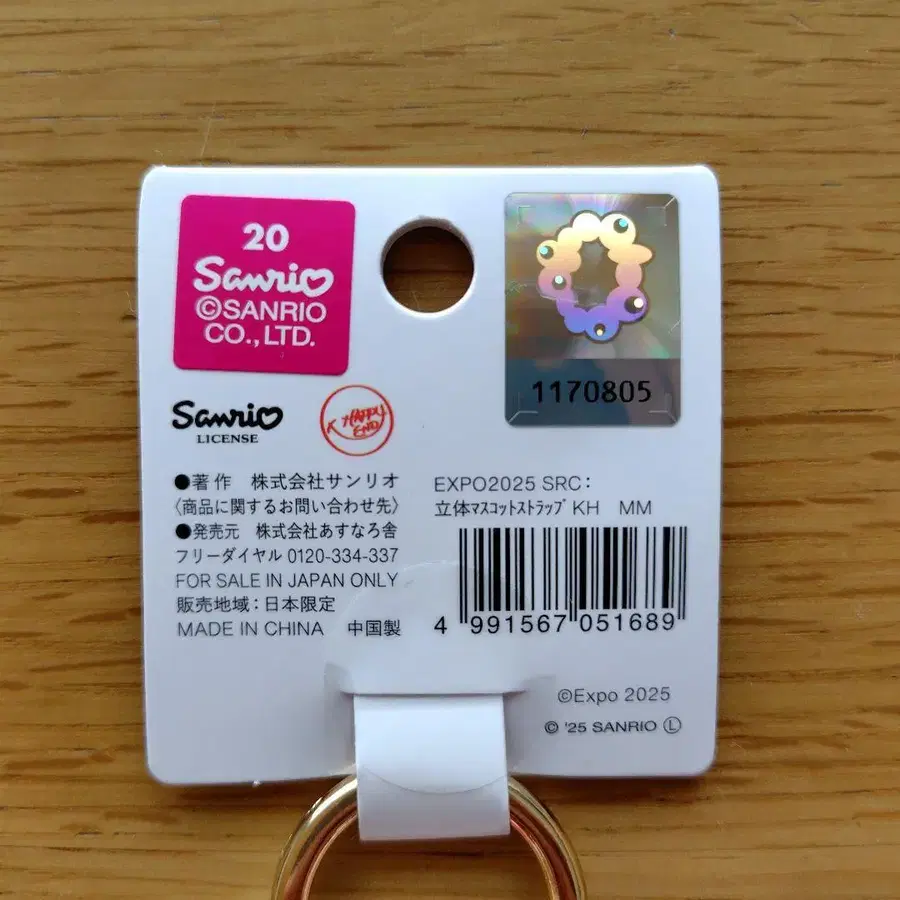 20
Sanrio
©SANRIO
CO.,LTD.
1170805
Sanrio
LICENSE
K HAPPY
END
●著作 株式会社サンリオ
〈商品に関するお問い合わせ先〉
●発売元 株式会社あすなろ舎
フリーダイヤル 0120-334-337
FOR SALE IN JAPAN ONLY
販売地域：日本限定
MADE IN CHINA 中国製
EXPO2025 SRC：
立体ﾏｽｺｯﾄｽﾄﾗｯﾌﾟ KH MM
4 991567 051689
©Expo 2025
© '25 SANRIO Ⓛ